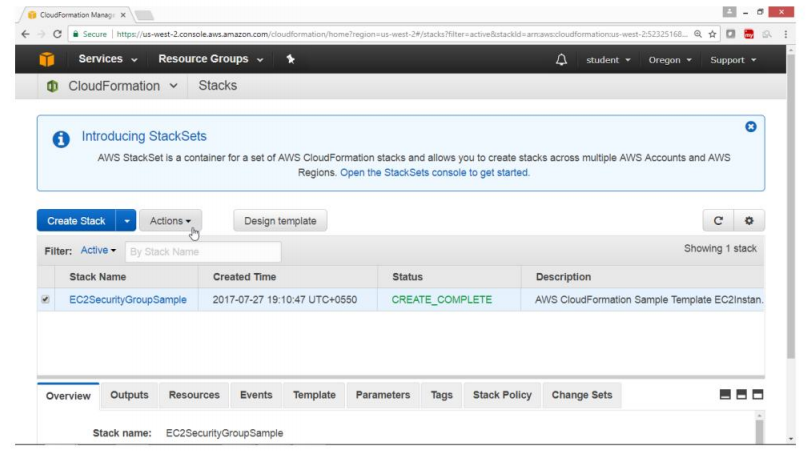 CloudFormation Manag
Secure | https://us-west-2.console.aws.amazon.com/cloudformation/home?region=us-west-2#/stacks?filter=active&stackId=arn:aws:cloudformation:us-west-2:52325168...
Services Resource Groups student Oregon Support
CloudFormation Stacks
Introducing StackSets
AWS StackSet is a container for a set of AWS CloudFormation stacks and allows you to create stacks across multiple AWS Accounts and AWS
Regions. Open the StackSets console to get started.
Create Stack Actions Design template
Filter: Active By Stack Name Showing 1 stack
Stack Name Created Time Status Description
EC2SecurityGroupSample 2017-07-27 19:10:47 UTC+0550 CREATE_COMPLETE AWS CloudFormation Sample Template EC2Instan.
Overview Outputs Resources Events Template Parameters Tags Stack Policy Change Sets
Stack name: EC2SecurityGroupSample